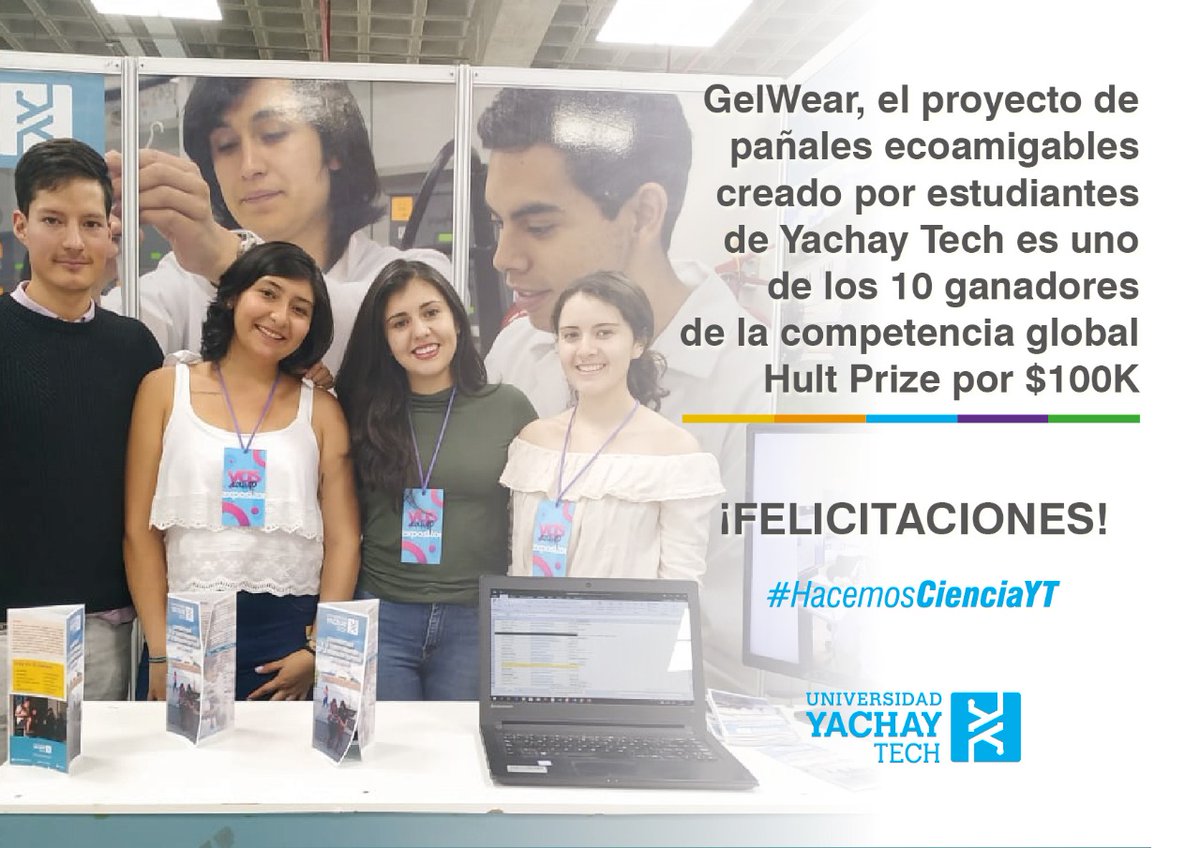 GelWear, el proyecto de
pañales ecoamigables
creado por estudiantes
de Yachay Tech es uno
de los 10 ganadores
de la competencia global
Hult Prize por $100K
¡FELICITACIONES!
#HacemosCienciaYT
UNIVERSIDAD
YACHAY
TECH